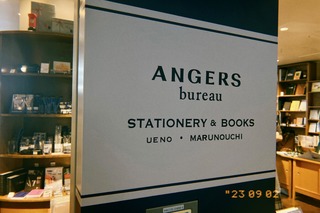 ANGERS
bureau
STATIONERY & BOOKS
UENO • MARUNOUCHI
"23 09 02